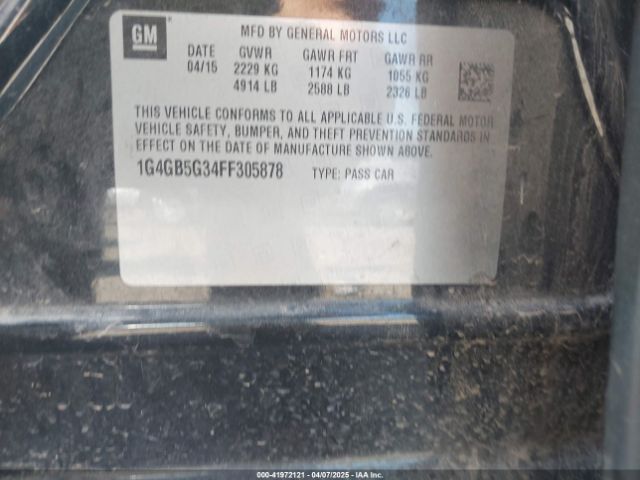 GM
MFD BY GENERAL MOTORS LLC
DATE GVWR GAWR FRT GAWR RR
04/15 2229 KG 1174 KG 1055 KG
4914 LB 2588 LB 2326 LB
THIS VEHICLE CONFORMS TO ALL APPLICABLE U.S. FEDERAL MOTOR
VEHICLE SAFETY, BUMPER, AND THEFT PREVENTION STANDARDS IN
EFFECT ON THE DATE OF MANUFACTURE SHOWN ABOVE.
1G4GB5G34FF305878 TYPE: PASS CAR
000-41972121 - 04/07/2025 - Copyright © IAA, Inc.